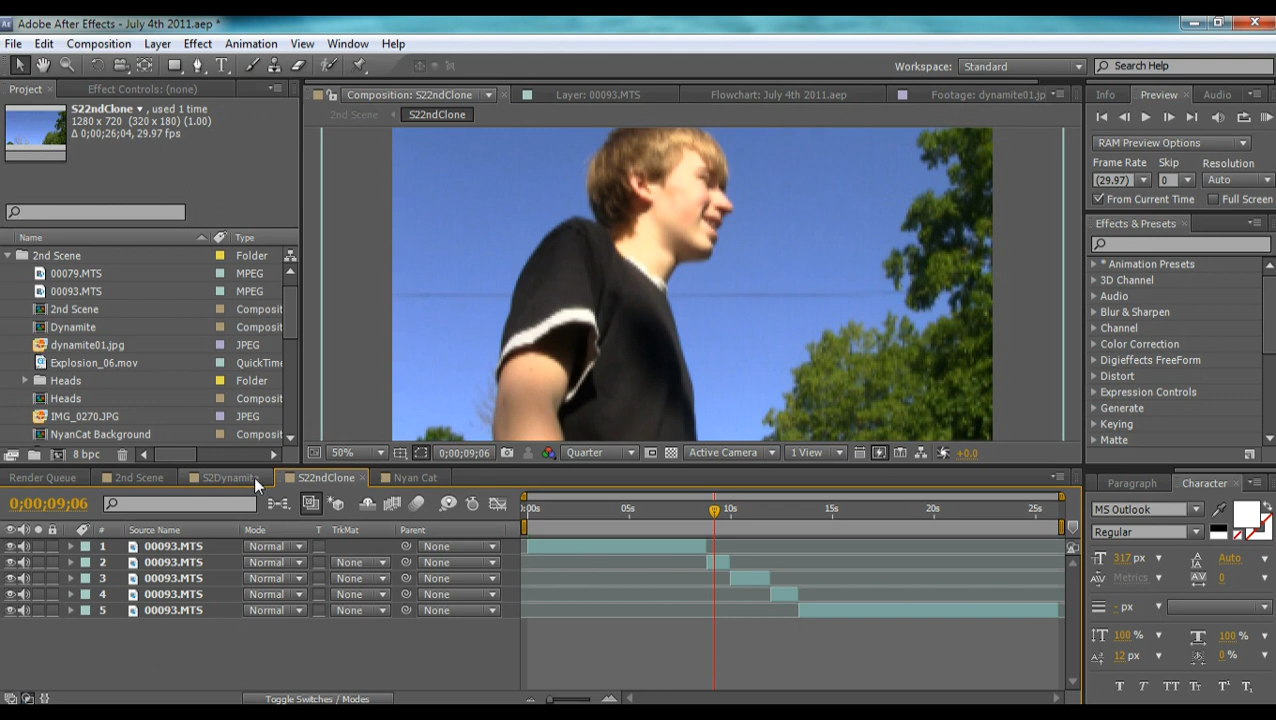 Adobe After Effects - July 4th 2011.aep *
File Edit Composition Layer Effect Animation View Window Help
Workspace: Standard Search Help
Project Effect Controls: (none)
Composition: S22ndClone Layer: 00093.MTS Flowchart: July 4th 2011.aep Footage: dynamite01.jp
Info Preview Audio
S22ndClone , used 1 time
1280 x 720 (320 x 180) (1.00)
Δ 0;00;26;04, 29.97 fps
2nd Scene S22ndClone
RAM Preview Options
Frame Rate Skip Resolution
(29.97) 0 Auto
From Current Time Full Screen
Effects & Presets
Name Type
2nd Scene Folder
00079.MTS MPEG
00093.MTS MPEG
2nd Scene Composit
Dynamite Composit
dynamite01.jpg JPEG
Explosion_06.mov QuickTime
Heads Folder
Heads Composit
IMG_0270.JPG JPEG
NyanCat Background Composit
8 bpc
* Animation Presets
3D Channel
Audio
Blur & Sharpen
Channel
Color Correction
Digieffects FreeForm
Distort
Expression Controls
Generate
Keying
Matte
50% 0;00;09;06 Quarter Active Camera 1 View +0.0
Render Queue 2nd Scene S2Dynamite S22ndClone Nyan Cat
0;00;09;06
:00s 05s 10s 15s 20s 25s
# Source Name Mode T TrkMat Parent
1 00093.MTS Normal None
2 00093.MTS Normal None None
3 00093.MTS Normal None None
4 00093.MTS Normal None None
5 00093.MTS Normal None None
Toggle Switches / Modes
Paragraph Character
MS Outlook
Regular
317 px Auto
Metrics 0
- px
100 % 100 %
12 px 0 %
T T TT Tr T¹ T₁